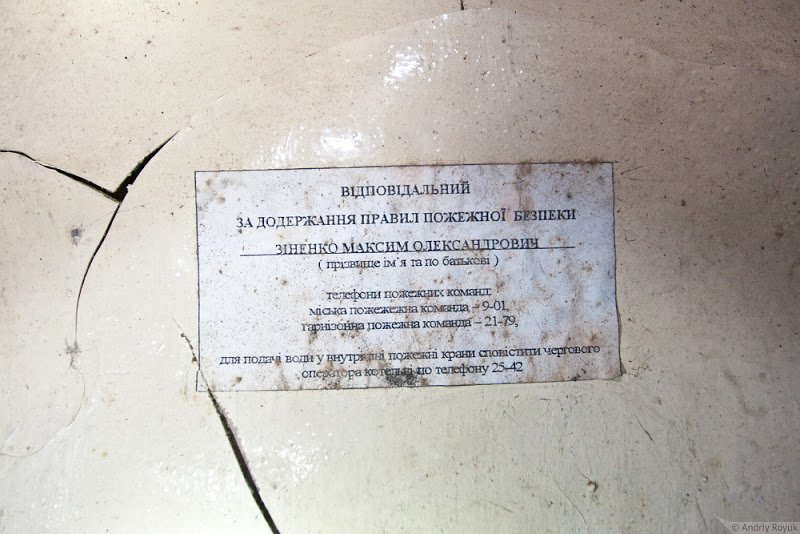 ВІДПОВІДАЛЬНИЙ
ЗА ДОДЕРЖАННЯ ПРАВИЛ ПОЖЕЖНОЇ БЕЗПЕКИ
ЗІНЕНКО МАКСИМ ОЛЕКСАНДРОВИЧ
( прізвище ім'я та по батькові )
телефони пожежних команд:
міська пожежежна команда – 9-01,
гарнізонна пожежна команда – 21-79,
для подачі води у внутрядні пожежні крани сповістити чергового
оператора котельні по телефону 25-42
© Andriy Royuk